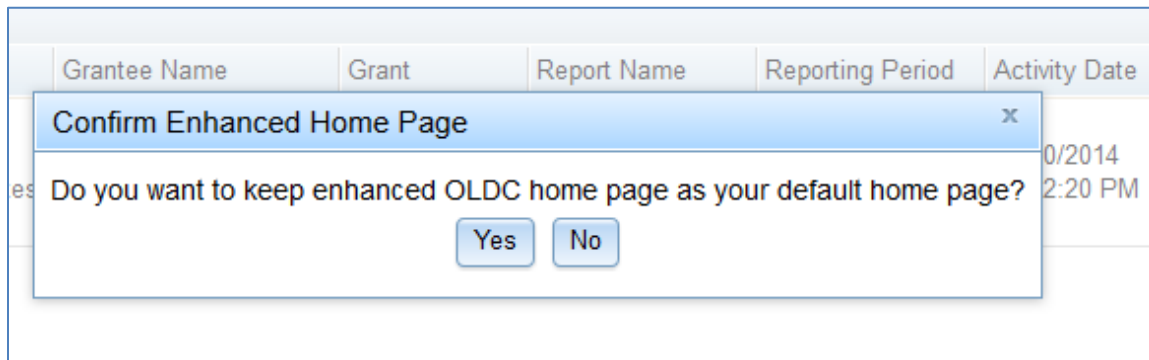 Grantee Name Grant Report Name Reporting Period Activity Date
Confirm Enhanced Home Page x
0/2014
es Do you want to keep enhanced OLDC home page as your default home page? 2:20 PM
Yes No